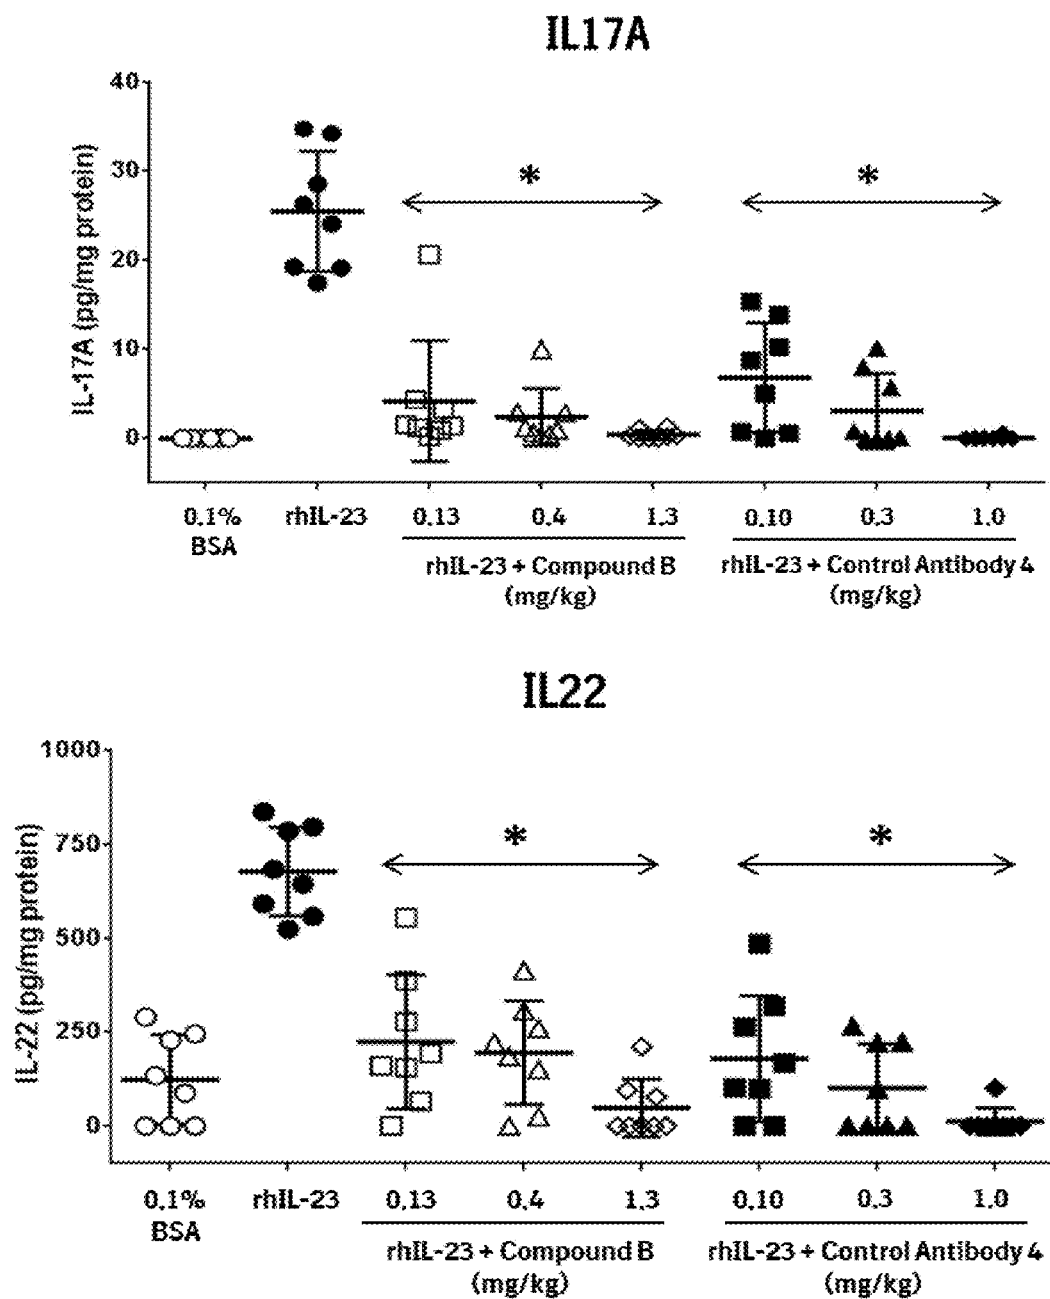 IL17A
IL-17A (pg/mg protein)
40
30
20
10
0
*
*
0.1% BSA
rhIL-23
0.13
0.4
1.3
0.10
0.3
1.0
rhIL-23 + Compound B
(mg/kg)
rhIL-23 + Control Antibody 4
(mg/kg)
IL22
IL-22 (pg/mg protein)
1000
750
500
250
0
*
*
0.1%
BSA
rhIL-23
0.13
0.4
1.3
0.10
0.3
1.0
rhIL-23 + Compound B
(mg/kg)
rhIL-23 + Control Antibody 4
(mg/kg)